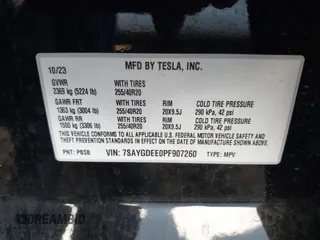 MFD BY TESLA, INC.
10/23
GVWR WITH TIRES
2369 kg (5224 lb) 255/40R20
GAWR FRT WITH TIRES RIM COLD TIRE PRESSURE
1363 kg (3004 lb) 255/40R20 20X9.5J 290 kPa, 42 psi
GAWR RR WITH TIRES RIM COLD TIRE PRESSURE
1500 kg (3306 lb) 255/40R20 20X9.5J 290 kPa, 42 psi
THIS VEHICLE CONFORMS TO ALL APPLICABLE FEDERAL MOTOR VEHICLE SAFETY AND
THEFT PREVENTION STANDARDS IN EFFECT ON THE DATE OF MANUFACTURE SHOWN ABOVE.
PNT: PBSB VIN: 7SAYGDEE0PF907260 TYPE: MPV
DREAMBID